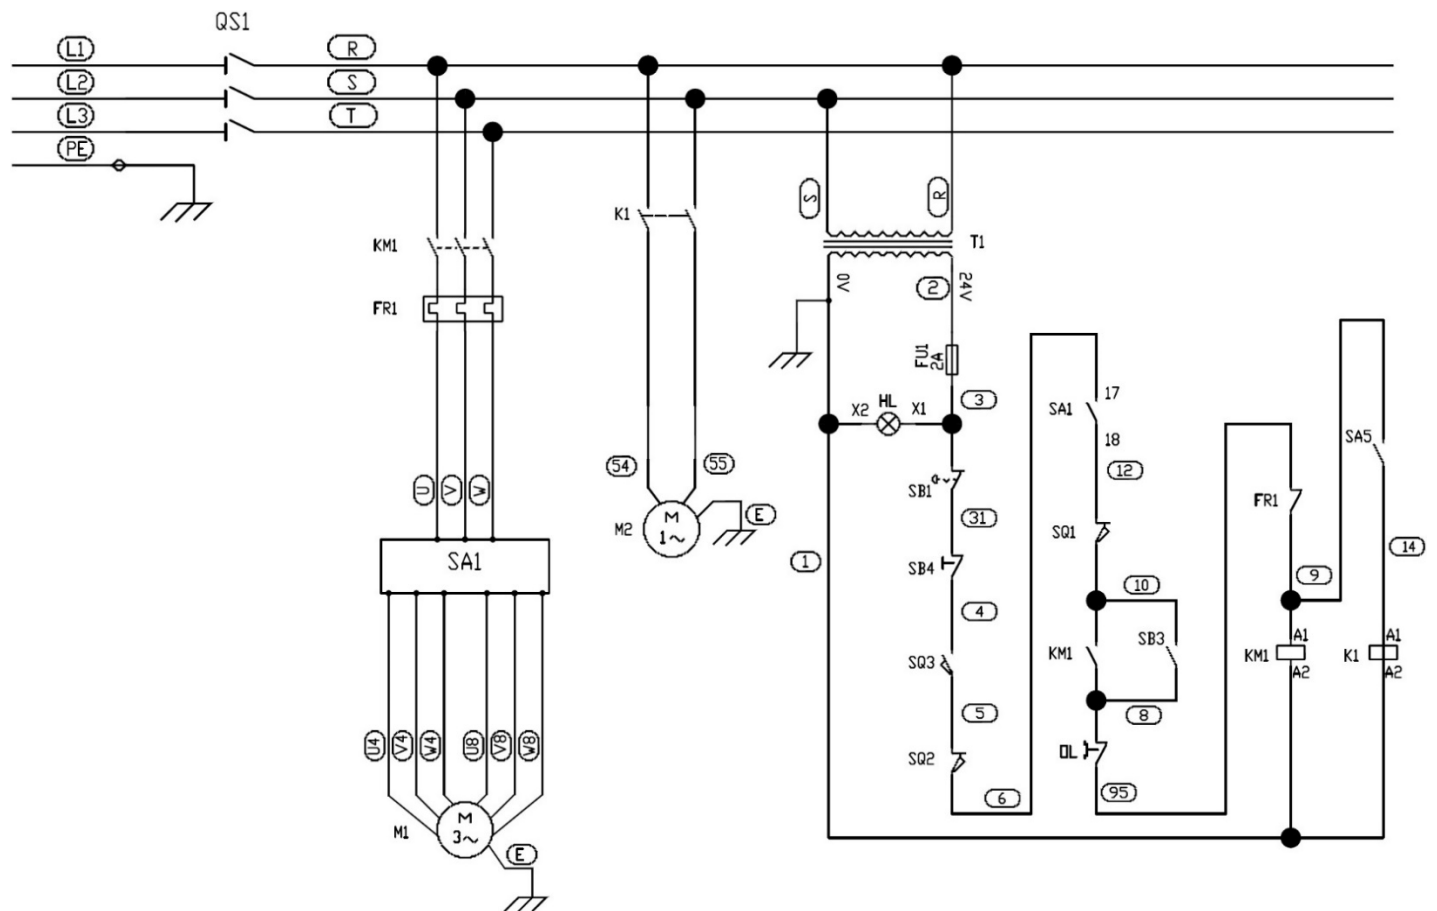 QS1
L1
R
L2
S
L3
T
PE
S
R
K1
KM1
T1
0V
2
24V
FR1
FU1
2A
3
X2
HL
X1
17
SA1
18
SA5
12
54
55
U
V
W
SB1
FR1
31
SQ1
M2
M
1~
E
14
SA1
1
SB4
9
10
4
SB3
KM1
KM1
A1
A2
K1
A1
A2
SQ3
8
5
U4
V4
W4
U8
V8
W8
OL
SQ2
95
6
M1
M
3~
E